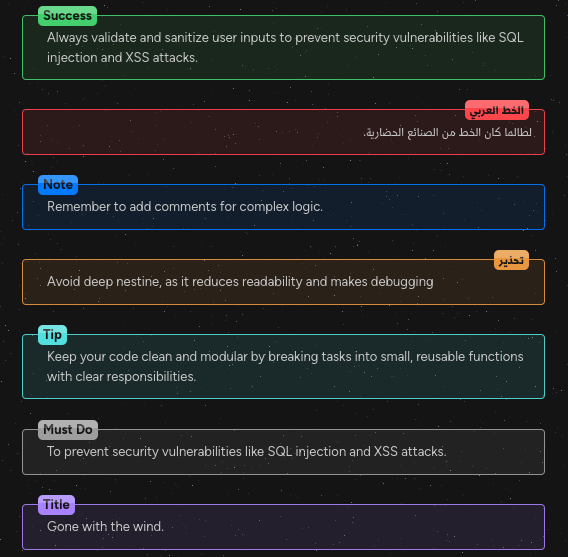 Success
Always validate and sanitize user inputs to prevent security vulnerabilities like SQL
injection and XSS attacks.
الخط العربي
لطالما كان الخط من الصنائع الحضارية.
Note
Remember to add comments for complex logic.
تحذير
Avoid deep nestine, as it reduces readability and makes debugging
Tip
Keep your code clean and modular by breaking tasks into small, reusable functions
with clear responsibilities.
Must Do
To prevent security vulnerabilities like SQL injection and XSS attacks.
Title
Gone with the wind.